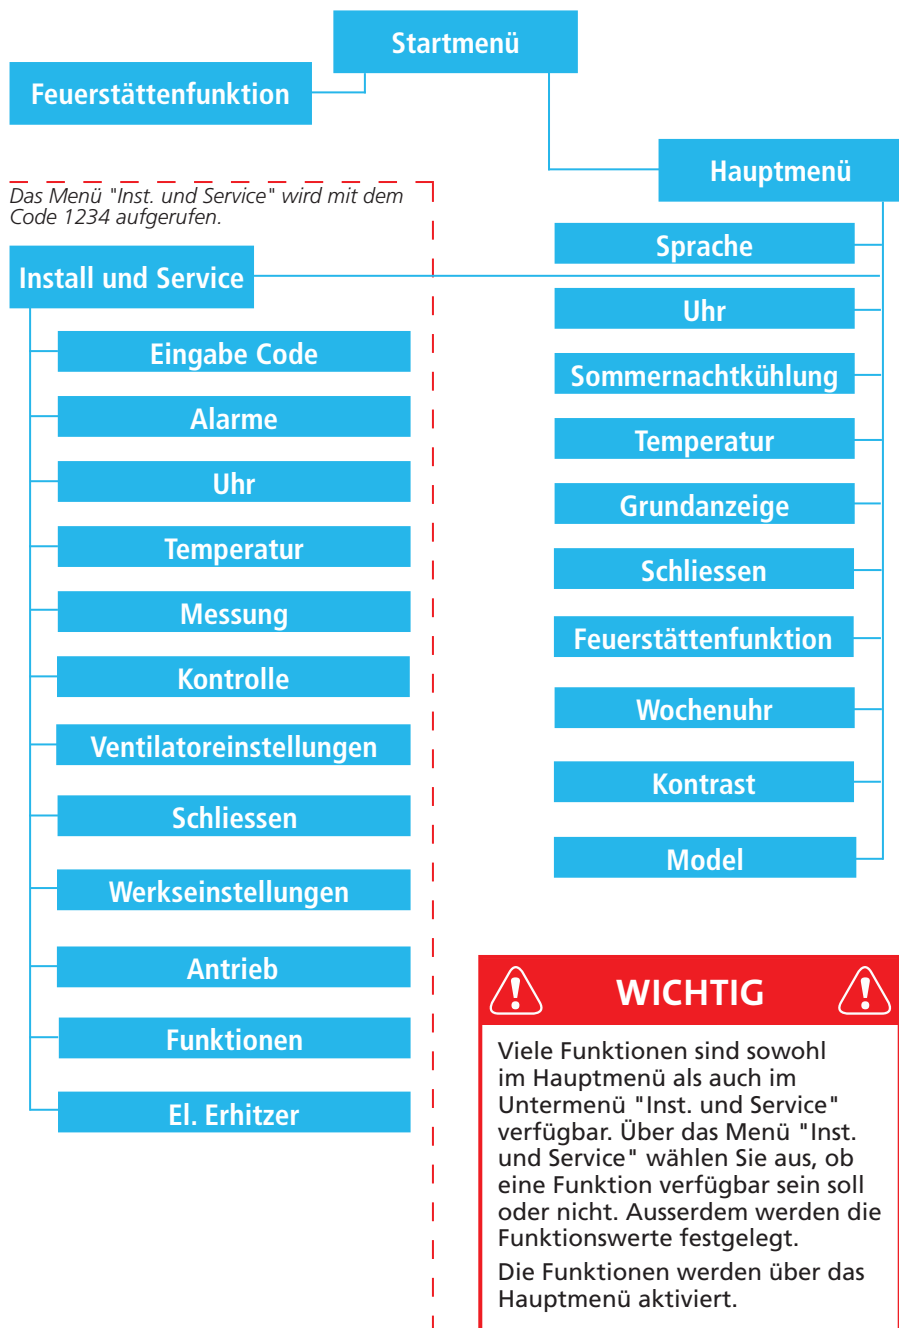 Startmenü
Feuerstättenfunktion
Hauptmenü
Das Menü "Inst. und Service" wird mit dem
Code 1234 aufgerufen.
Install und Service
Eingabe Code
Alarme
Uhr
Temperatur
Messung
Kontrolle
Ventilatoreinstellungen
Schliessen
Werkseinstellungen
Antrieb
Funktionen
El. Erhitzer
Sprache
Uhr
Sommernachtkühlung
Temperatur
Grundanzeige
Schliessen
Feuerstättenfunktion
Wochenuhr
Kontrast
Model
WICHTIG
Viele Funktionen sind sowohl
im Hauptmenü als auch im
Untermenü "Inst. und Service"
verfügbar. Über das Menü "Inst.
und Service" wählen Sie aus, ob
eine Funktion verfügbar sein soll
oder nicht. Ausserdem werden die
Funktionswerte festgelegt.
Die Funktionen werden über das
Hauptmenü aktiviert.